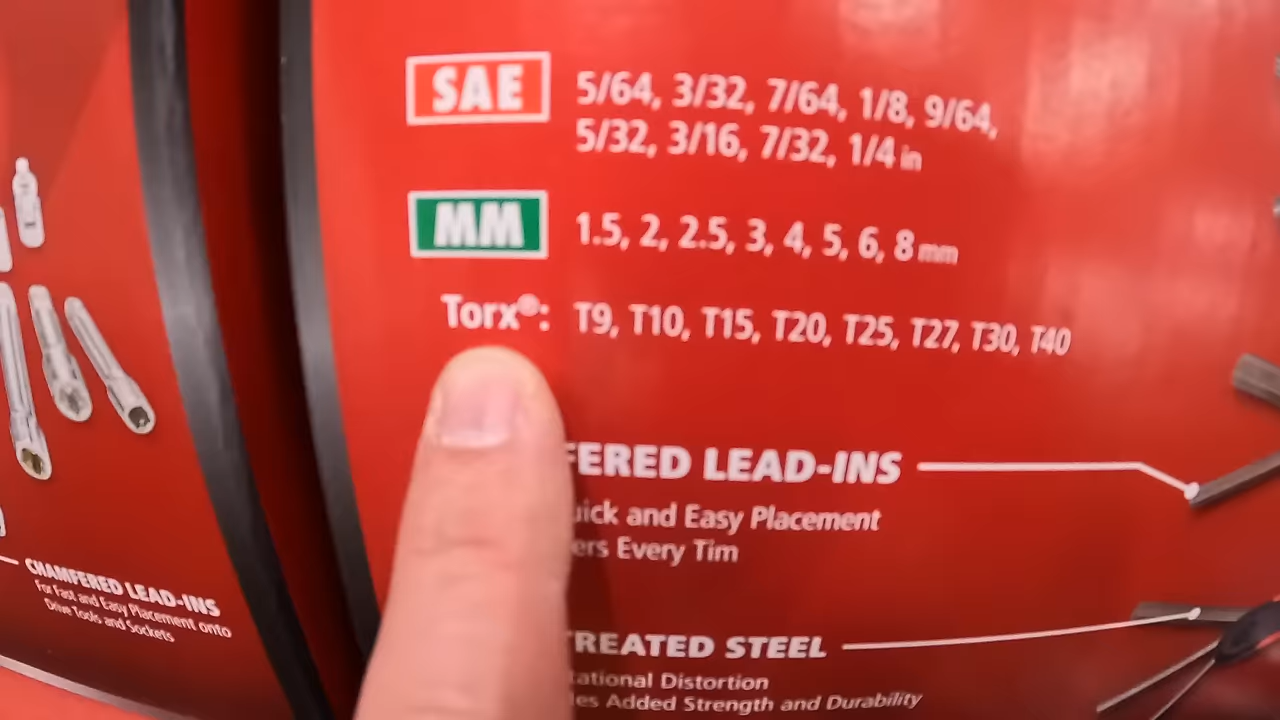 SAE 5/64, 3/32, 7/64, 1/8, 9/64,
5/32, 3/16, 7/32, 1/4 in
MM 1.5, 2, 2.5, 3, 4, 5, 6, 8 mm
Torx®: T9, T10, T15, T20, T25, T27, T30, T40
FERED LEAD-INS
uick and Easy Placement
ers Every Tim
TREATED STEEL
tational Distortion
es Added Strength and Durability
CHAMFERED LEAD-INS
For Fast and Easy Placement onto
Drive Tools and Sockets